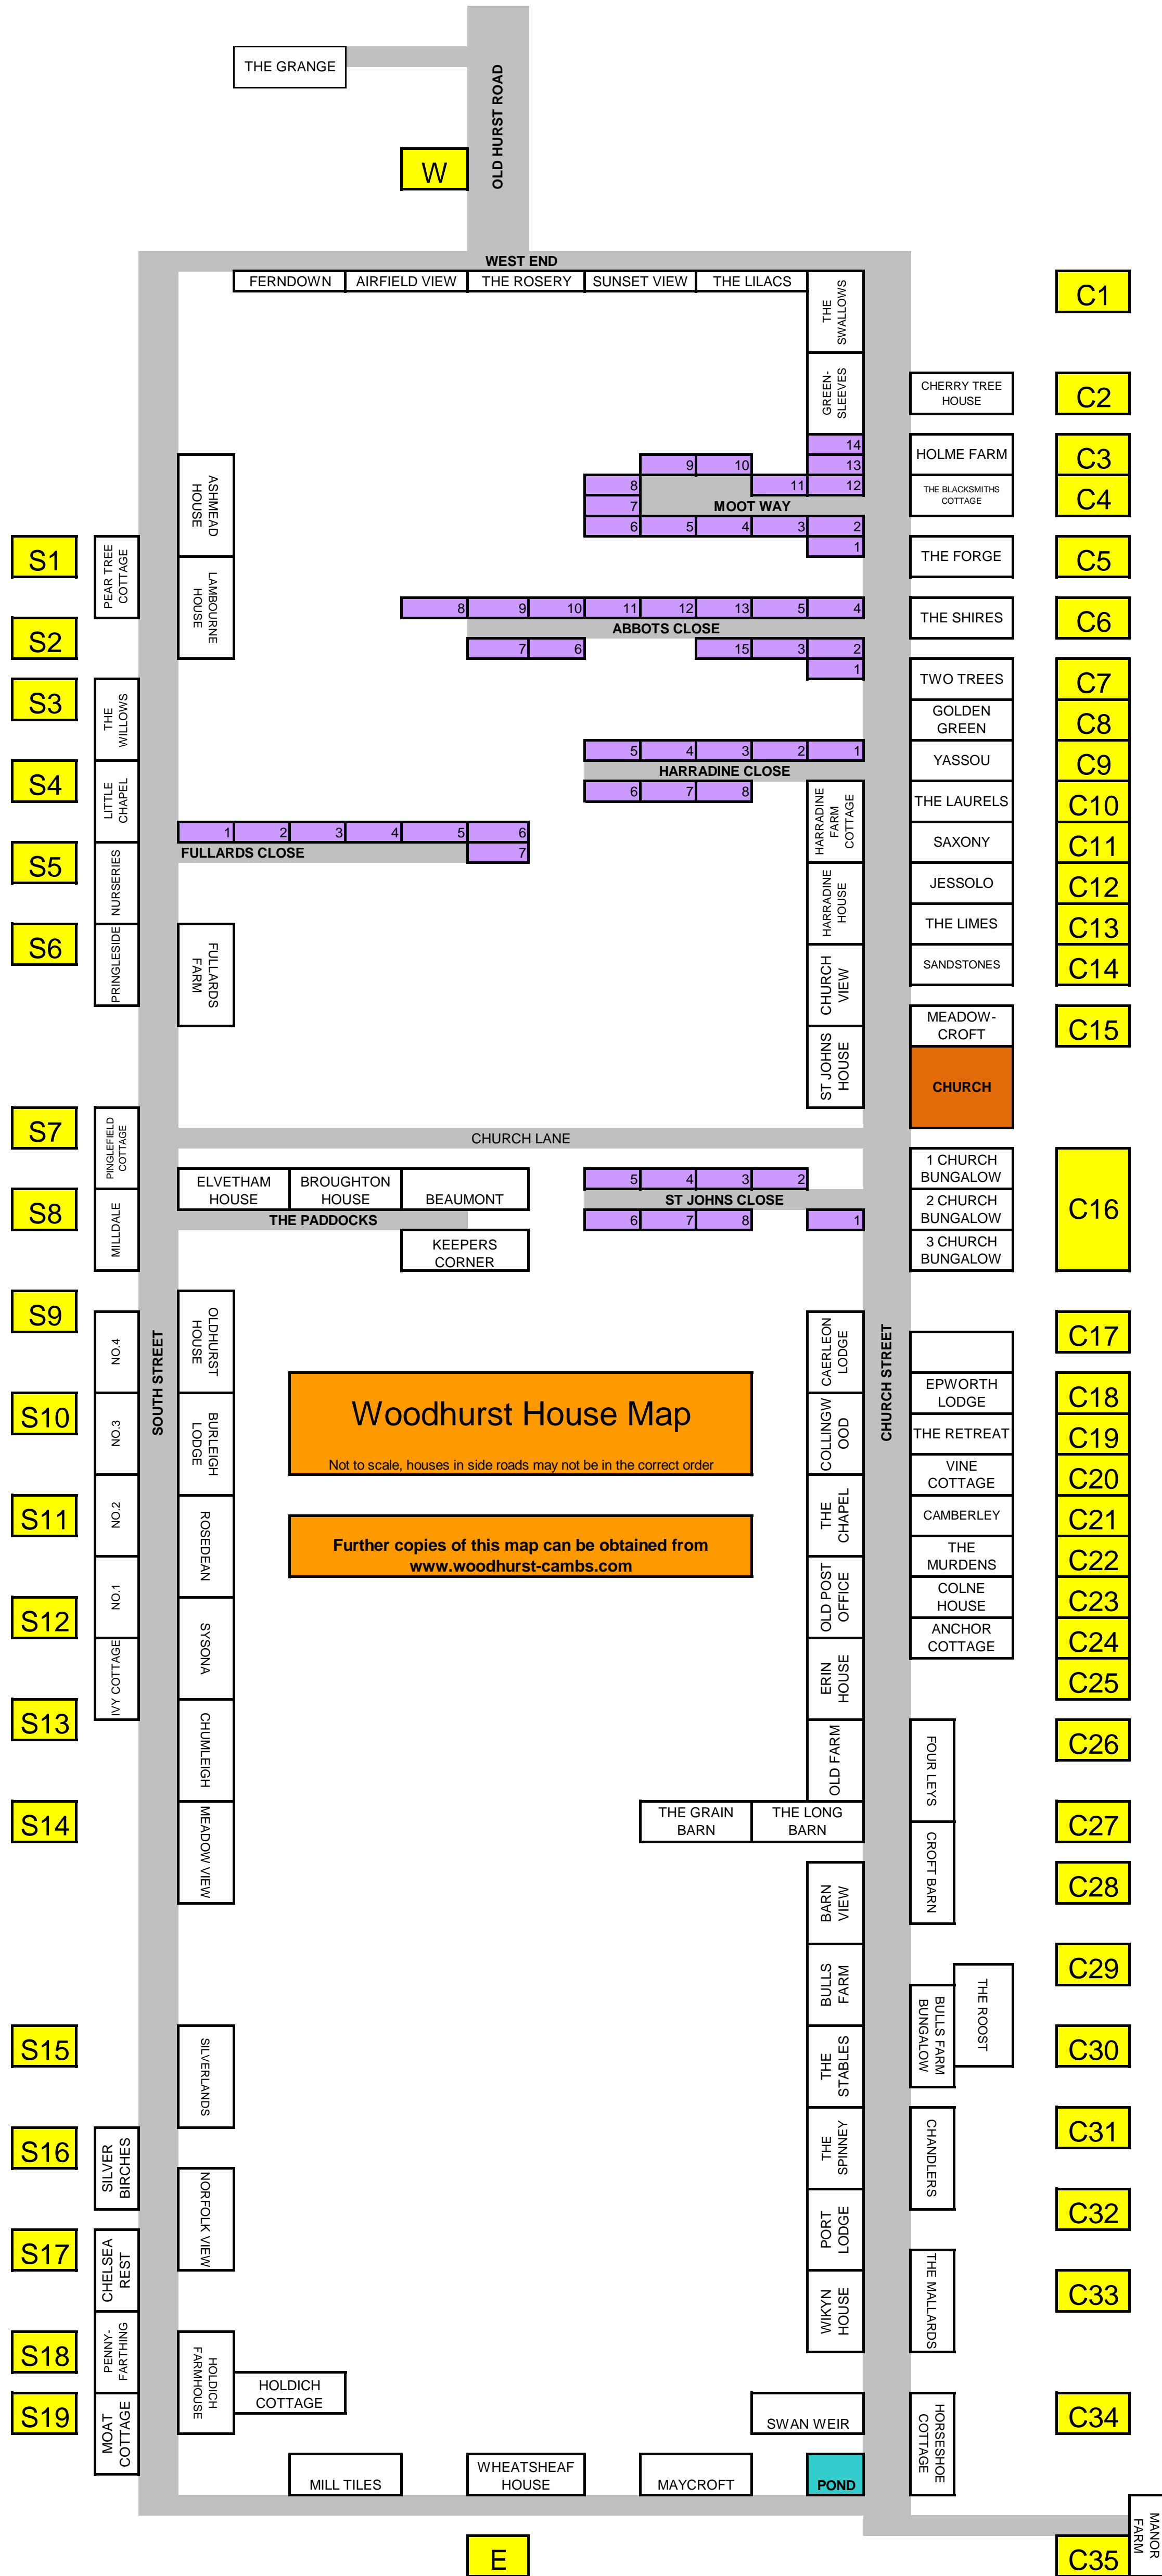 THE GRANGE
OLD HURST ROAD
W
WEST END
FERNDOWN
AIRFIELD VIEW
THE ROSERY
SUNSET VIEW
THE LILACS
THE
SWALLOWS
C1
GREEN-
SLEEVES
CHERRY TREE
HOUSE
C2
14
HOLME FARM
C3
9
10
13
ASHMEAD
HOUSE
8
11
12
THE BLACKSMITHS
COTTAGE
C4
7
MOOT WAY
6
5
4
3
2
1
S1
PEAR TREE
COTTAGE
LAMBOURNE
HOUSE
THE FORGE
C5
8
9
10
11
12
13
5
4
THE SHIRES
C6
ABBOTS CLOSE
S2
7
6
15
3
2
1
TWO TREES
C7
S3
THE
WILLOWS
GOLDEN
GREEN
C8
5
4
3
2
1
YASSOU
C9
HARRADINE CLOSE
S4
LITTLE
CHAPEL
6
7
8
HARRADINE
FARM
COTTAGE
THE LAURELS
C10
1
2
3
4
5
6
SAXONY
C11
FULLARDS CLOSE
7
S5
NURSERIES
HARRADINE
HOUSE
JESSOLO
C12
THE LIMES
C13
S6
PRINGLESIDE
FULLARDS
FARM
CHURCH
VIEW
SANDSTONES
C14
MEADOW-
CROFT
C15
ST JOHNS
HOUSE
CHURCH
S7
PINGLEFIELD
COTTAGE
CHURCH LANE
ELVETHAM
HOUSE
BROUGHTON
HOUSE
BEAUMONT
5
4
3
2
1 CHURCH
BUNGALOW
C16
S8
MILLDALE
THE PADDOCKS
ST JOHNS CLOSE
2 CHURCH
BUNGALOW
6
7
8
1
KEEPERS
CORNER
3 CHURCH
BUNGALOW
S9
NO.4
SOUTH STREET
OLDHURST
HOUSE
CAERLEON
LODGE
CHURCH STREET
C17
EPWORTH
LODGE
C18
S10
NO.3
BURLEIGH
LODGE
Woodhurst House Map
Not to scale, houses in side roads may not be in the correct order
COLLINGW
OOD
THE RETREAT
C19
VINE
COTTAGE
C20
S11
NO.2
ROSEDEAN
Further copies of this map can be obtained from
www.woodhurst-cambs.com
THE
CHAPEL
CAMBERLEY
C21
THE
MURDENS
C22
NO.1
OLD POST
OFFICE
COLNE
HOUSE
C23
S12
SYSONA
ANCHOR
COTTAGE
C24
IVY COTTAGE
ERIN
HOUSE
C25
S13
CHUMLEIGH
OLD FARM
FOUR LEYS
C26
S14
MEADOW VIEW
THE GRAIN
BARN
THE LONG
BARN
C27
CROFT BARN
BARN
VIEW
C28
BULLS
FARM
C29
THE ROOST
BULLS FARM
BUNGALOW
S15
SILVERLANDS
THE
STABLES
C30
S16
SILVER
BIRCHES
THE
SPINNEY
CHANDLERS
C31
NORFOLK VIEW
PORT
LODGE
C32
S17
CHELSEA
REST
WIKYN
HOUSE
THE MALLARDS
C33
S18
PENNY-
FARTHING
HOLDICH
FARMHOUSE
HOLDICH
COTTAGE
S19
MOAT
COTTAGE
SWAN WEIR
HORSESHOE
COTTAGE
C34
MILL TILES
WHEATSHEAF
HOUSE
MAYCROFT
POND
E
C35
MANOR
FARM